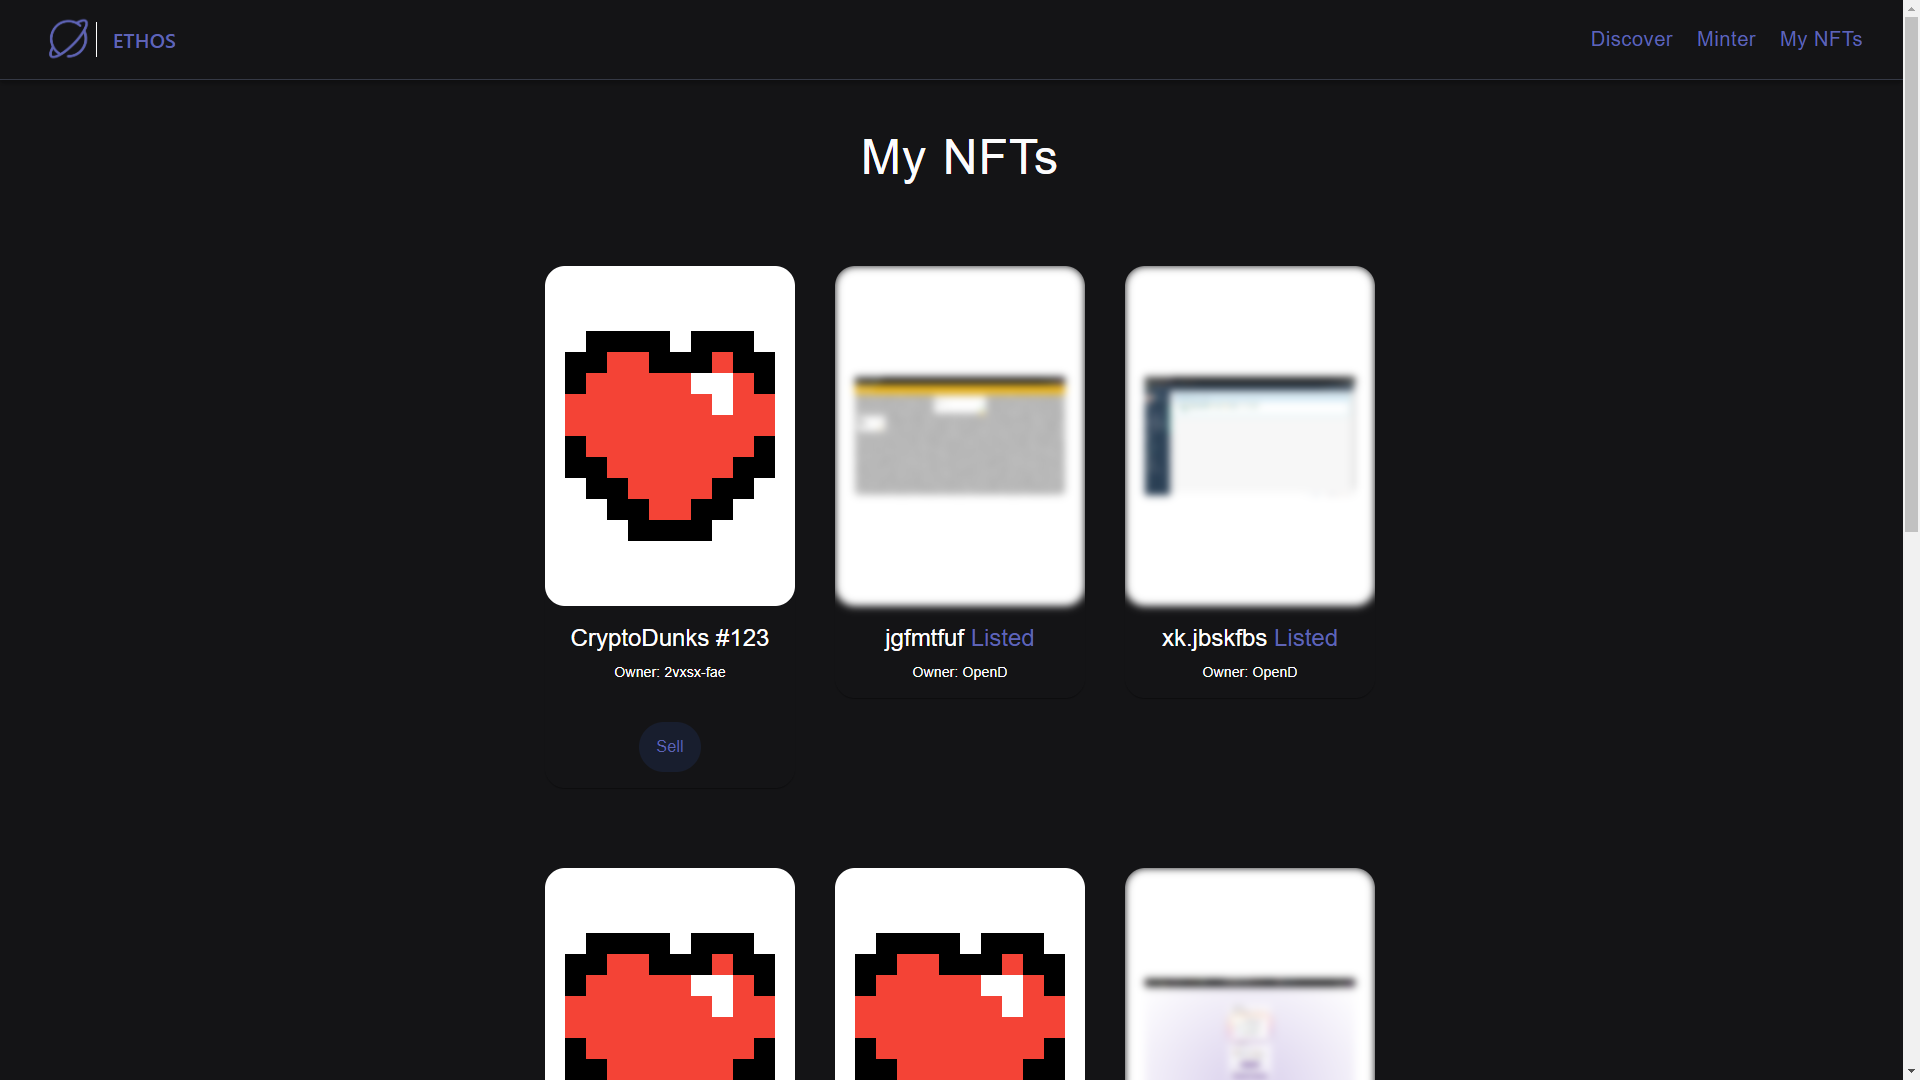 ETHOS
Discover Minter My NFTs
My NFTs
CryptoDunks #123
Owner: 2vxsx-fae
Sell
jgfmtfuf Listed
Owner: OpenD
xk.jbskfbs Listed
Owner: OpenD